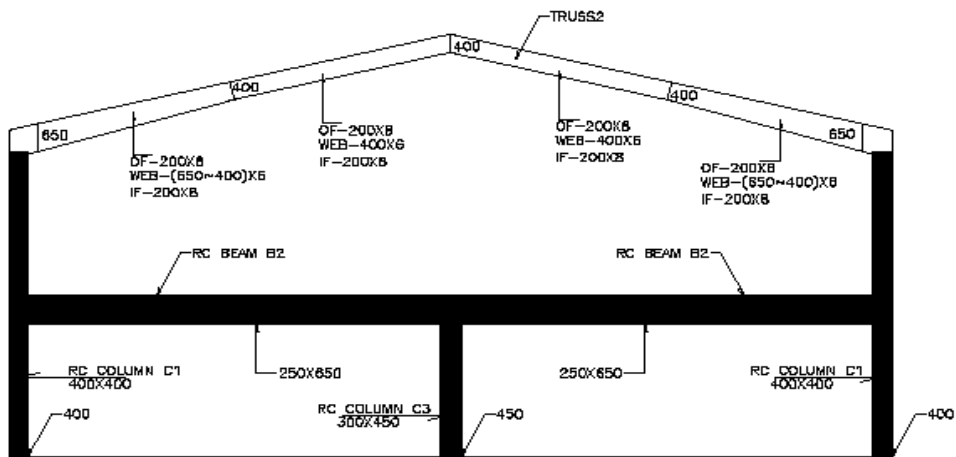 TRUSS2
400
400
400
650
650
OF-200X8
WEB-400X6
IF-200X8
OF-200X8
WEB-400X6
IF-200X8
OF-200X8
WEB-(650~400)X6
IF-200X8
OF-200X8
WEB-(650~400)X6
IF-200X8
RC BEAM B2
RC BEAM B2
250X650
250X650
RC COLUMN C1
400X400
RC COLUMN C1
400X400
RC COLUMN C3
300X450
400
450
400